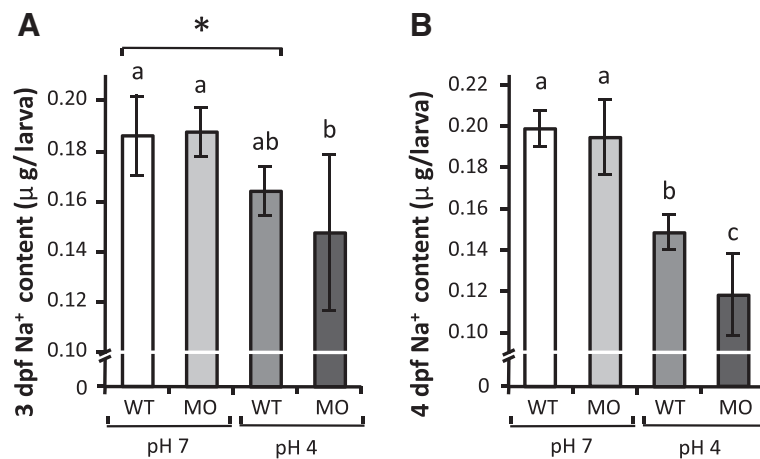 A
*
a
a
ab
b
3 dpf Na⁺ content (μ g/larva)
0.20
0.18
0.16
0.14
0.12
0.10
0
WT
MO
WT
MO
pH 7
pH 4
B
a
a
b
c
4 dpf Na⁺ content (μ g/larva)
0.22
0.20
0.18
0.16
0.14
0.12
0.10
0
WT
MO
WT
MO
pH 7
pH 4